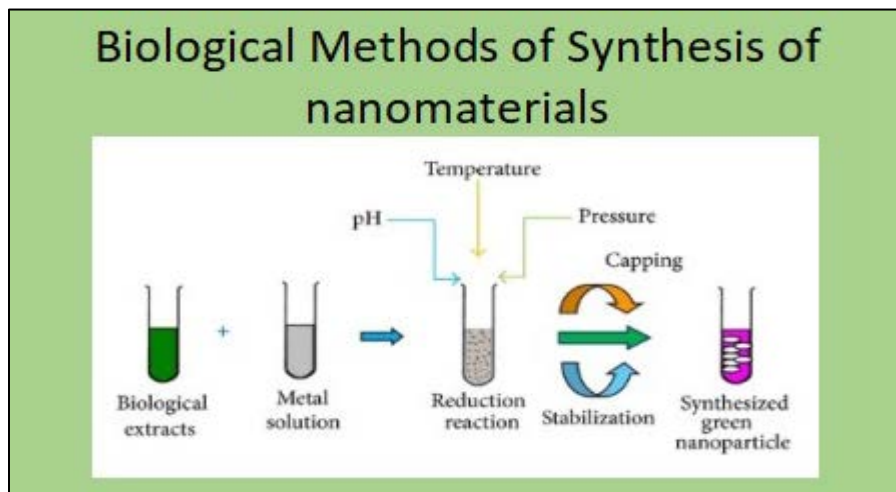 Biological Methods of Synthesis of
nanomaterials
Temperature
pH
Pressure
Capping
+
Biological
extracts
Metal
solution
Reduction
reaction
Stabilization
Synthesized
green
nanoparticle